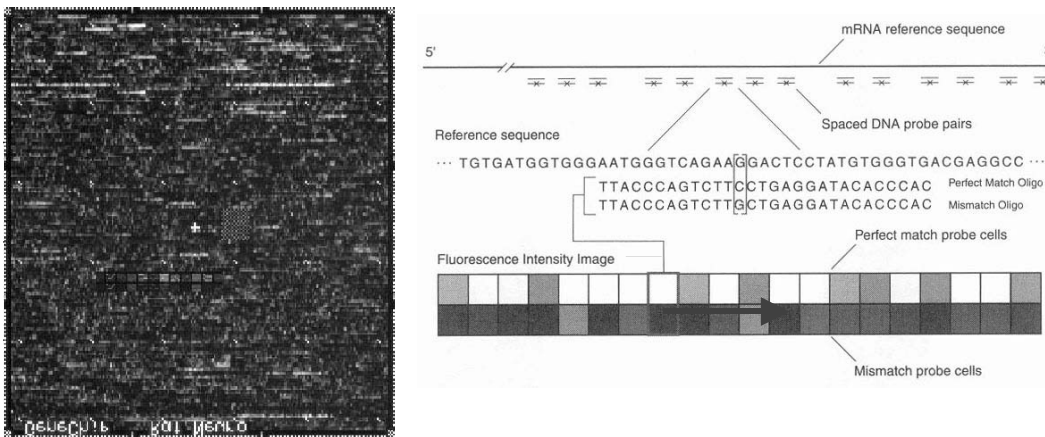 mRNA reference sequence
5'
Spaced DNA probe pairs
Reference sequence
··· TGTGATGGTGGGAATGGGTCAGAAGGACTCCTATGTGGGTGACGAGGCC ···
TTACCCAGTCTTCCTGAGGATACACCCAC Perfect Match Oligo
TTACCCAGTCTTGCTGAGGATACACCCAC Mismatch Oligo
Fluorescence Intensity Image
Perfect match probe cells
Mismatch probe cells
GeneChip Rat Neuro